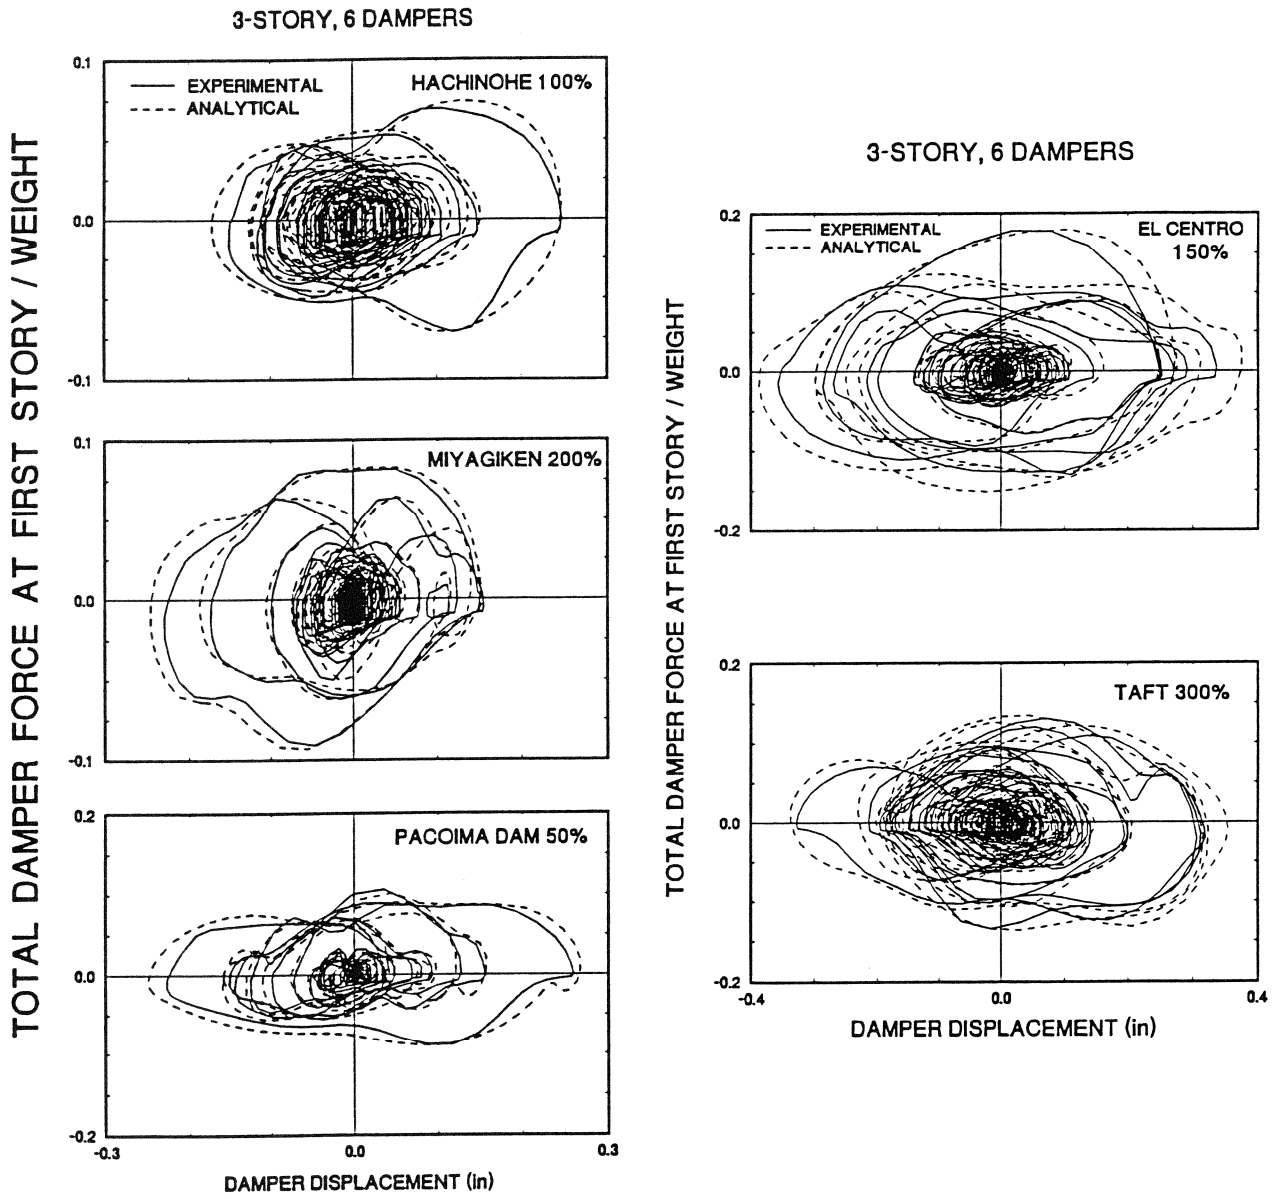 3-STORY, 6 DAMPERS
TOTAL DAMPER FORCE AT FIRST STORY / WEIGHT
0.1
EXPERIMENTAL
ANALYTICAL
HACHINOHE 100%
0.0
-0.1
0.1
MIYAGIKEN 200%
0.0
-0.1
0.2
PACOIMA DAM 50%
0.0
-0.2
-0.3
0.0
0.3
DAMPER DISPLACEMENT (in)
3-STORY, 6 DAMPERS
TOTAL DAMPER FORCE AT FIRST STORY / WEIGHT
0.2
EXPERIMENTAL
ANALYTICAL
EL CENTRO
150%
0.0
-0.2
0.2
TAFT 300%
0.0
-0.2
-0.4
0.0
0.4
DAMPER DISPLACEMENT (in)